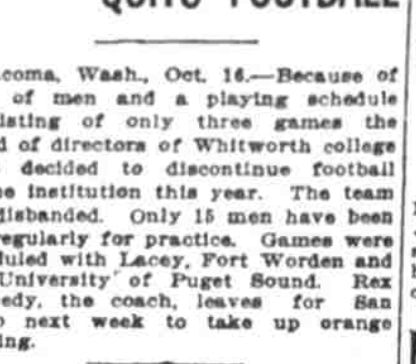 QUITS FOOTBALL
coma, Wash., Oct. 16.—Because of
of men and a playing schedule
isting of only three games the
d of directors of Whitworth college
decided to discontinue football
he institution this year. The team
disbanded. Only 15 men have been
regularly for practice. Games were
duled with Lacey, Fort Worden and
University of Puget Sound. Rex
edy, the coach, leaves for San
o next week to take up orange
ing.